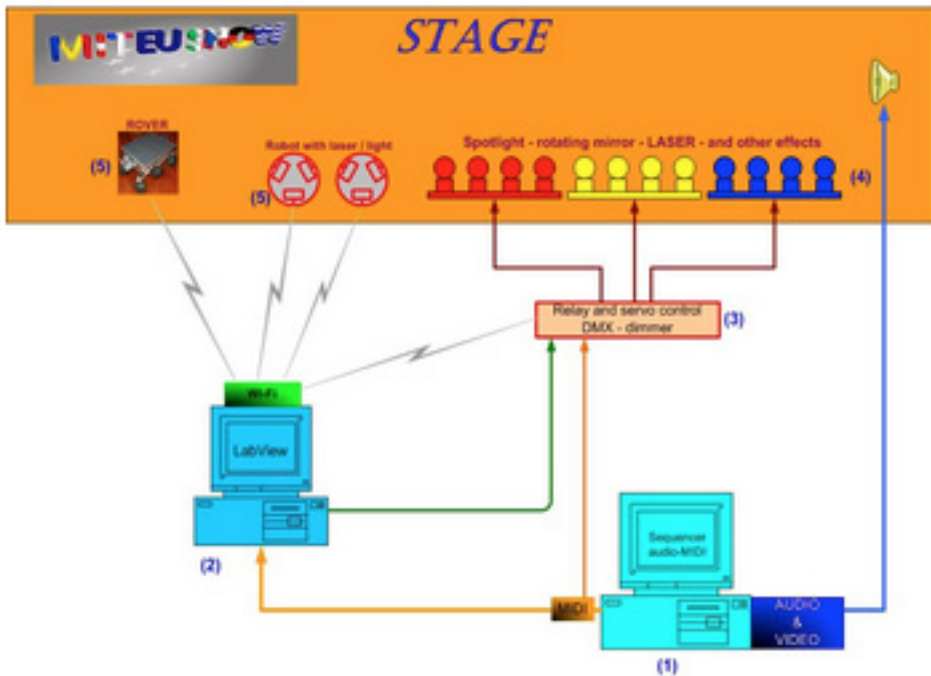 MITEUSHOW
STAGE
ROVER
(5)
Robot with laser / light
(5)
Spotlight - rotating mirror - LASER - and other effects
(4)
Relay and servo control
DMX - dimmer
(3)
Wi-Fi
LabView
(2)
Sequencer
audio-MIDI
MIDI
AUDIO
&
VIDEO
(1)